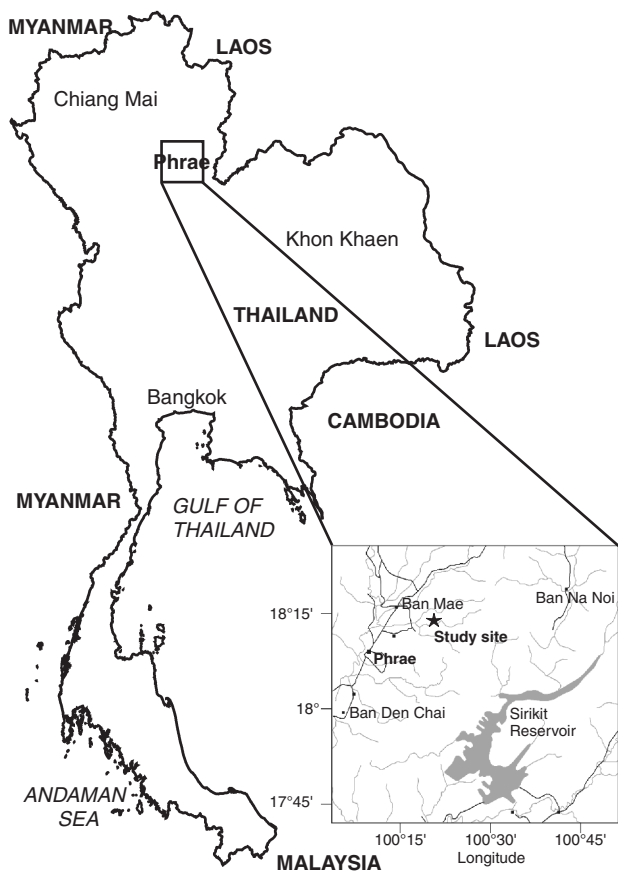 MYANMAR
LAOS
Chiang Mai
Phrae
Khon Khaen
THAILAND
LAOS
Bangkok
CAMBODIA
MYANMAR
GULF OF
THAILAND
Ban Mae
Ban Na Noi
18°15'
Study site
Phrae
18°
Ban Den Chai
Sirikit
Reservoir
ANDAMAN
SEA
17°45'
100°15'
100°30'
100°45'
Longitude
MALAYSIA